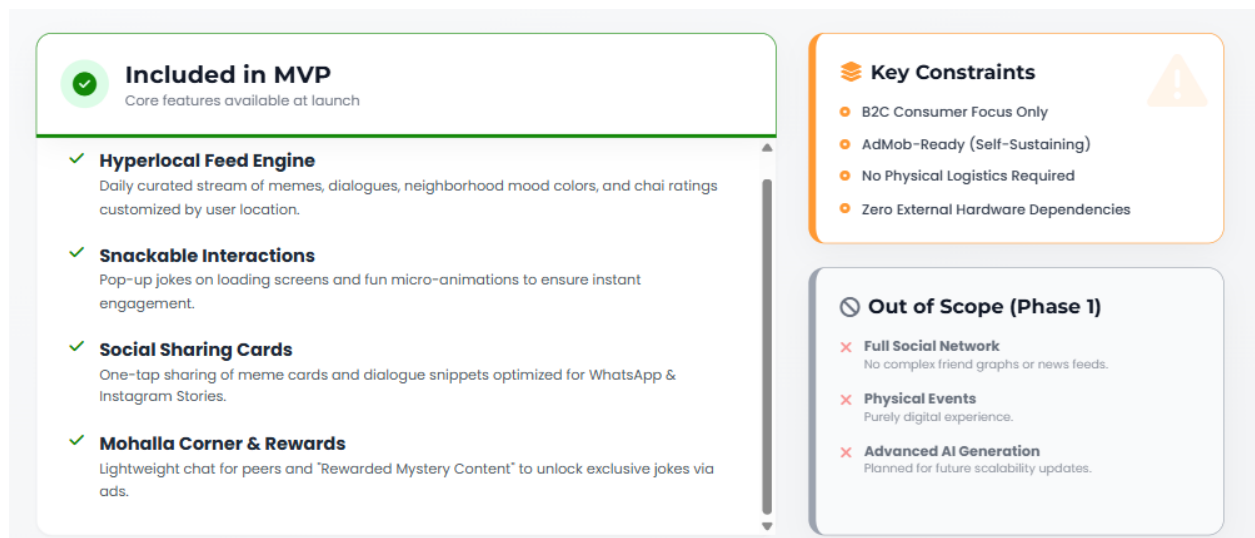 Included in MVP
Core features available at launch
Hyperlocal Feed Engine
Daily curated stream of memes, dialogues, neighborhood mood colors, and chai ratings
customized by user location.
Snackable Interactions
Pop-up jokes on loading screens and fun micro-animations to ensure instant
engagement.
Social Sharing Cards
One-tap sharing of meme cards and dialogue snippets optimized for WhatsApp &
Instagram Stories.
Mohalla Corner & Rewards
Lightweight chat for peers and "Rewarded Mystery Content" to unlock exclusive jokes via
ads.
Key Constraints
B2C Consumer Focus Only
AdMob-Ready (Self-Sustaining)
No Physical Logistics Required
Zero External Hardware Dependencies
Out of Scope (Phase 1)
Full Social Network
No complex friend graphs or news feeds.
Physical Events
Purely digital experience.
Advanced AI Generation
Planned for future scalability updates.